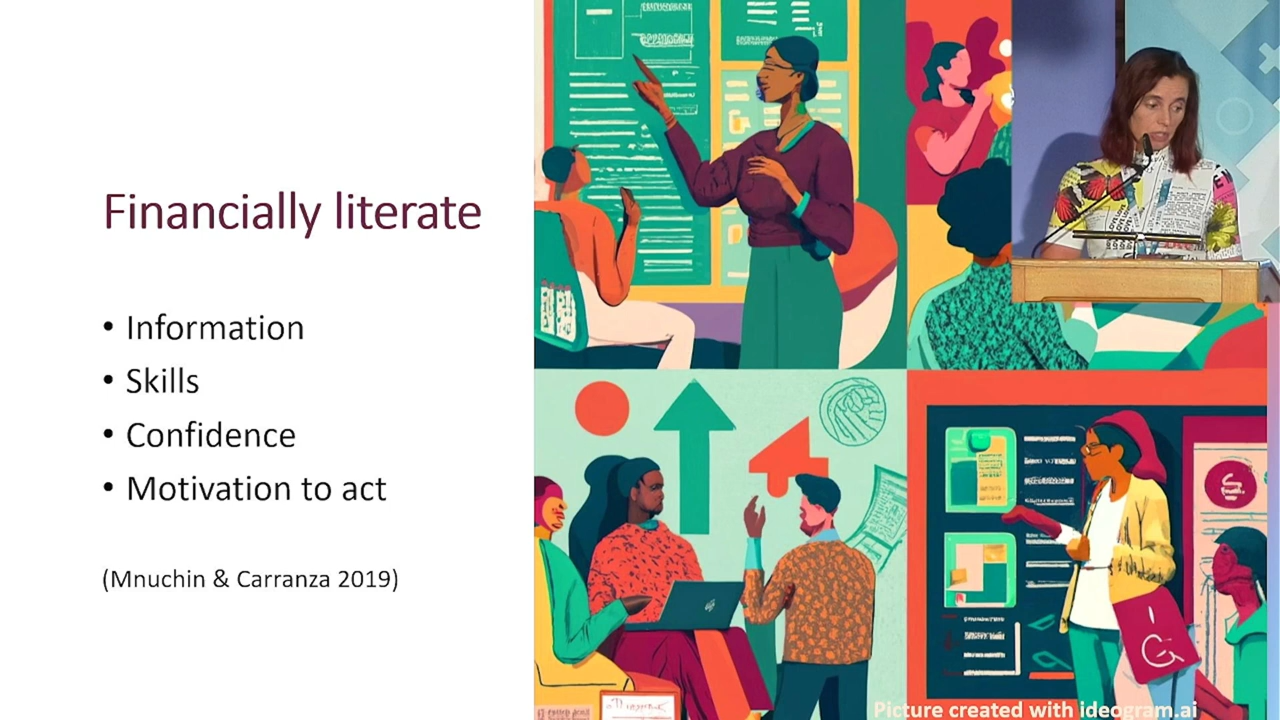 Financially literate
• Information
• Skills
• Confidence
• Motivation to act
(Mnuchin & Carranza 2019)
Picture created with ideogram.ai